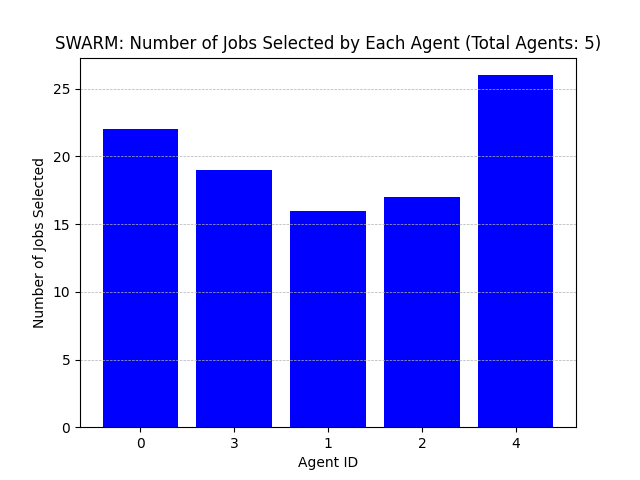 SWARM: Number of Jobs Selected by Each Agent (Total Agents: 5)
25
20
15
10
5
0
Number of Jobs Selected
0 3 1 2 4
Agent ID